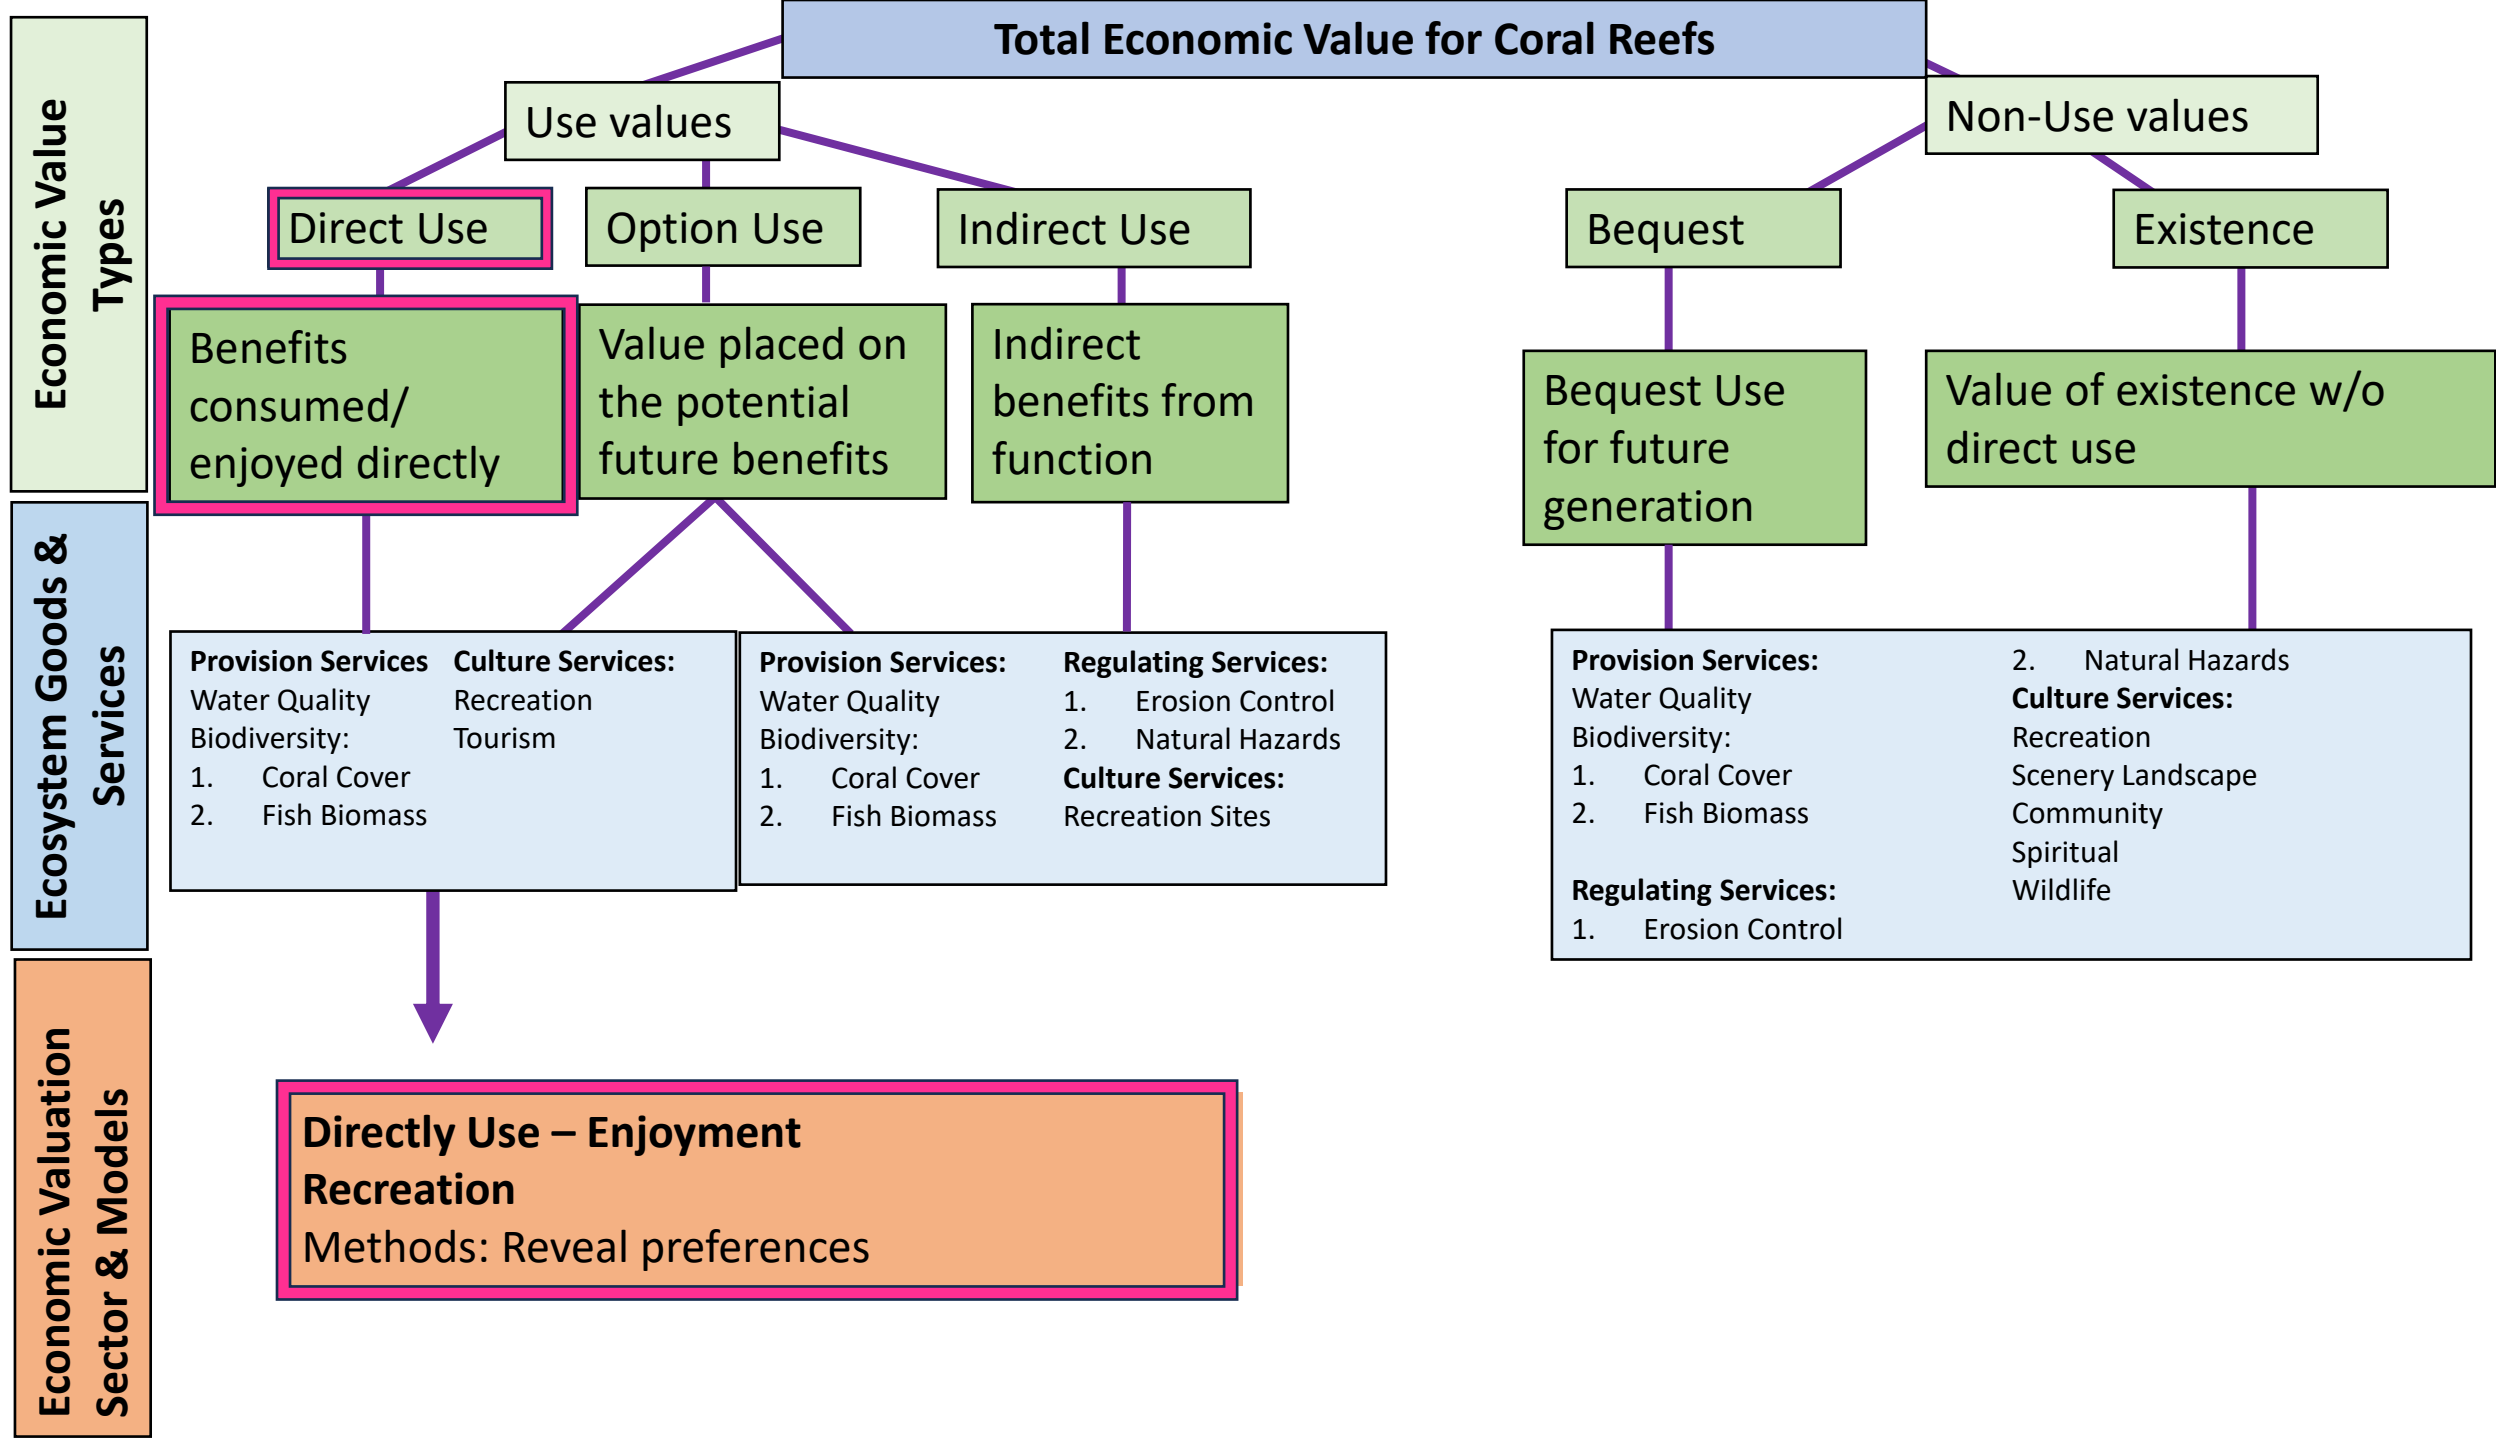 Total Economic Value for Coral Reefs
Economic Value
Types
Use values
Non-Use values
Direct Use
Option Use
Indirect Use
Bequest
Existence
Benefits
consumed/
enjoyed directly
Value placed on
the potential
future benefits
Indirect
benefits from
function
Bequest Use
for future
generation
Value of existence w/o
direct use
Ecosystem Goods &
Services
Provision Services
Water Quality
Biodiversity:
1. Coral Cover
2. Fish Biomass
Culture Services:
Recreation
Tourism
Provision Services:
Water Quality
Biodiversity:
1. Coral Cover
2. Fish Biomass
Regulating Services:
1. Erosion Control
2. Natural Hazards
Culture Services:
Recreation Sites
Provision Services:
Water Quality
Biodiversity:
1. Coral Cover
2. Fish Biomass
Regulating Services:
1. Erosion Control
2. Natural Hazards
Culture Services:
Recreation
Scenery Landscape
Community
Spiritual
Wildlife
Economic Valuation
Sector & Models
Directly Use – Enjoyment
Recreation
Methods: Reveal preferences